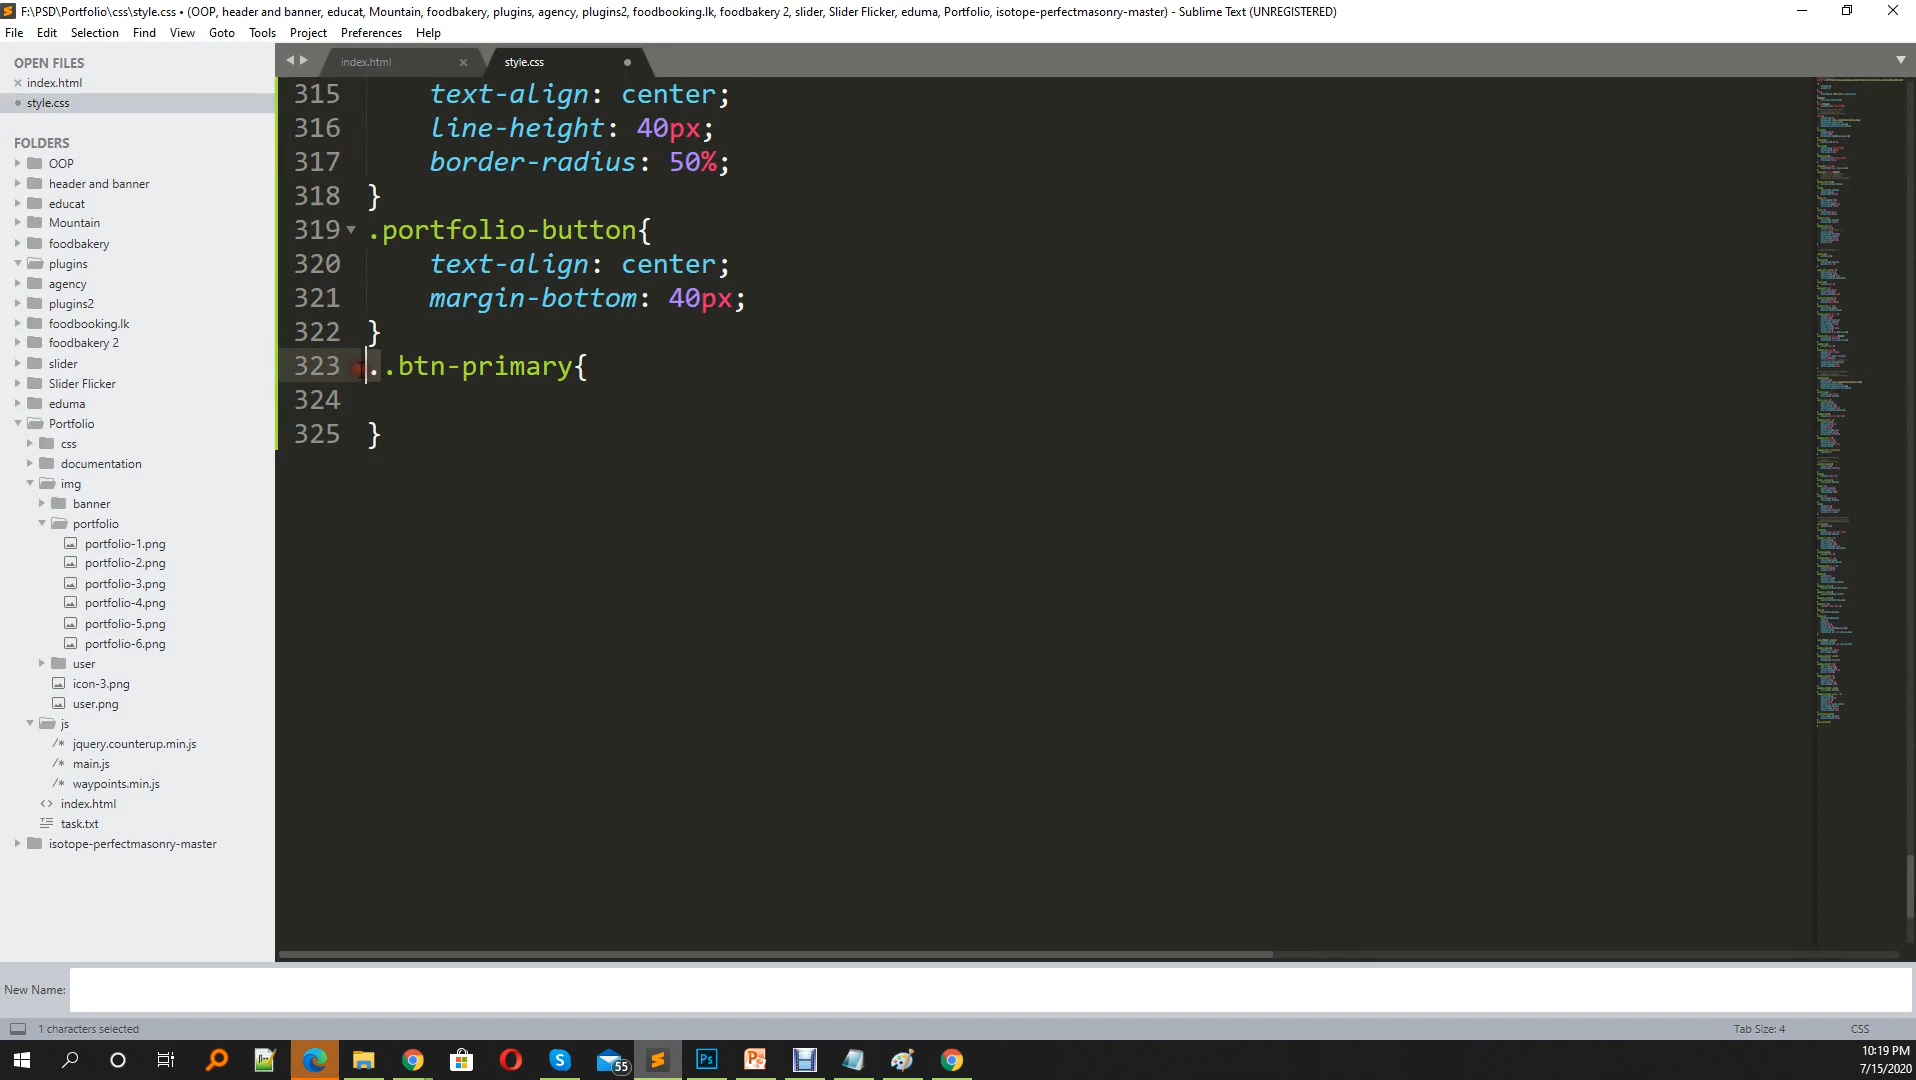 F:\PSD\Portfolio\css\style.css • (OOP, header and banner, educat, Mountain, foodbakery, plugins, agency, plugins2, foodbooking.lk, foodbakery 2, slider, Slider Flicker, eduma, Portfolio, isotope-perfectmasonry-master) - Sublime Text (UNREGISTERED)
File Edit Selection Find View Goto Tools Project Preferences Help
OPEN FILES
index.html
style.css
FOLDERS
OOP
header and banner
educat
Mountain
foodbakery
plugins
agency
plugins2
foodbooking.lk
foodbakery 2
slider
Slider Flicker
eduma
Portfolio
css
documentation
img
banner
portfolio
portfolio-1.png
portfolio-2.png
portfolio-3.png
portfolio-4.png
portfolio-5.png
portfolio-6.png
user
icon-3.png
user.png
js
jquery.counterup.min.js
main.js
waypoints.min.js
index.html
task.txt
isotope-perfectmasonry-master
index.html style.css
315 text-align: center;
316 line-height: 40px;
317 border-radius: 50%;
318 }
319 .portfolio-button{
320 text-align: center;
321 margin-bottom: 40px;
322 }
323 ..btn-primary{
324
325 }
New Name:
1 characters selected
Tab Size: 4 CSS
55
10:19 PM
7/15/2020